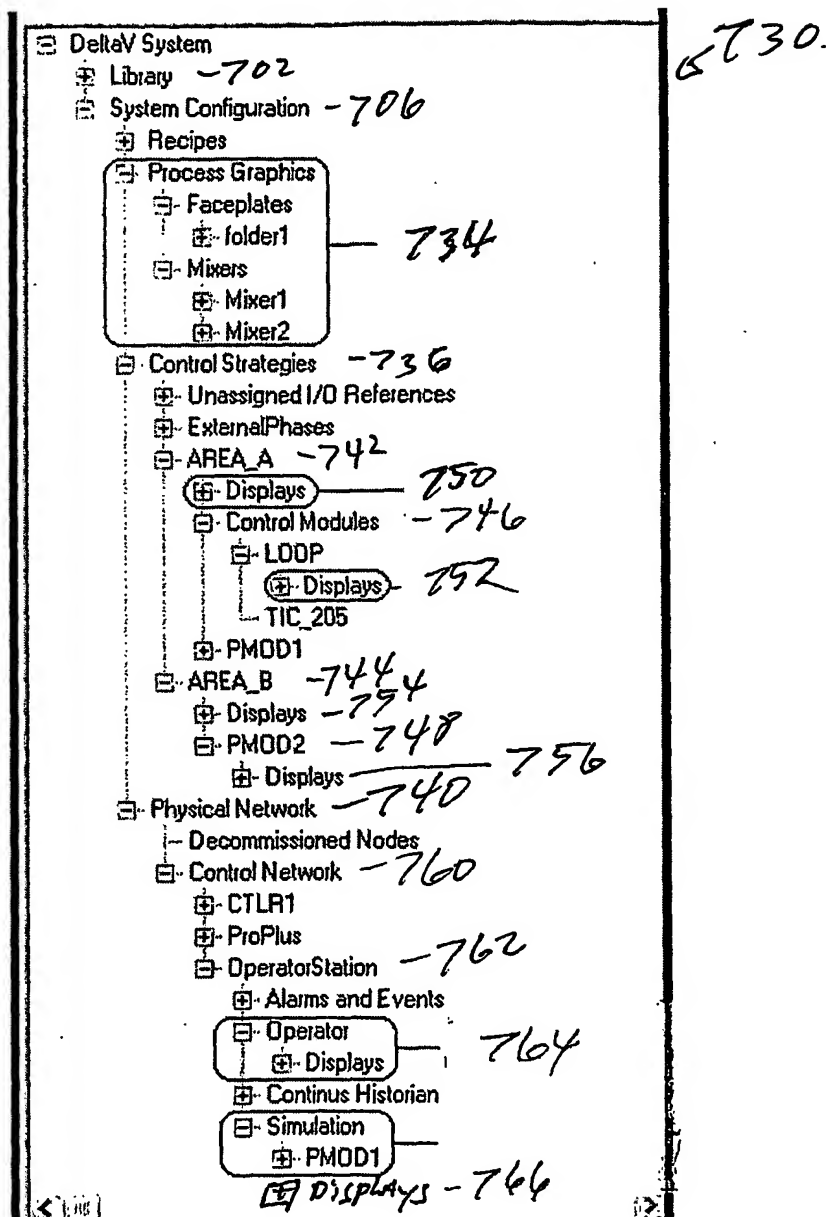 DeltaV System
730.
Library - 702
System Configuration - 706
Recipes
Process Graphics
Faceplates
folder1
734
Mixers
Mixer1
Mixer2
Control Strategies - 736
Unassigned I/O References
ExternalPhases
AREA_A - 742
Displays 750
Control Modules - 746
LOOP
Displays - 752
TIC_205
PMOD1
AREA_B - 744
Displays - 754
PMOD2 - 748
Displays 756
Physical Network - 740
Decommissioned Nodes
Control Network - 760
CTLR1
ProPlus
OperatorStation - 762
Alarms and Events
Operator
764
Displays
Continus Historian
Simulation
PMOD1
DISPLAYS - 766